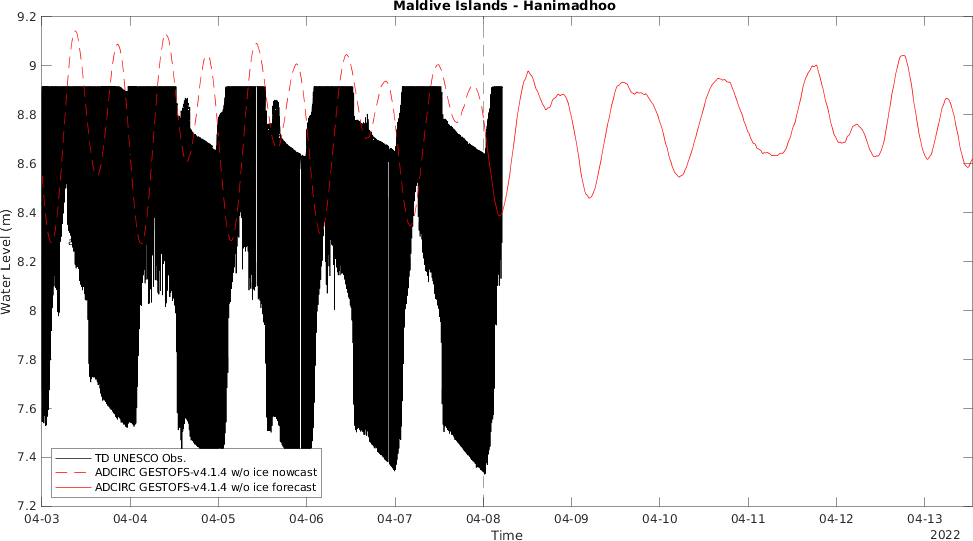 Maldive Islands - Hanimadhoo
9.2
9
8.8
8.6
8.4
8.2
8
7.8
7.6
7.4
7.2
Water Level (m)
TD UNESCO Obs.
ADCIRC GESTOFS-v4.1.4 w/o ice nowcast
ADCIRC GESTOFS-v4.1.4 w/o ice forecast
04-03 04-04 04-05 04-06 04-07 04-08 04-09 04-10 04-11 04-12 04-13
Time
2022